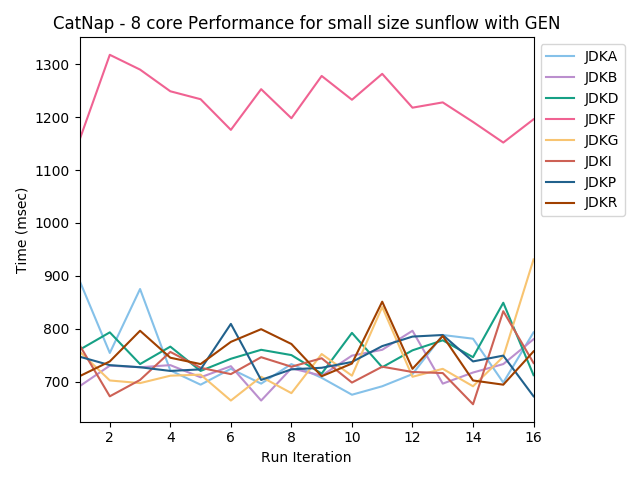 CatNap - 8 core Performance for small size sunflow with GEN
1300
1200
1100
1000
900
800
700
Time (msec)
2 4 6 8 10 12 14 16
Run Iteration
JDKA
JDKB
JDKD
JDKF
JDKG
JDKI
JDKP
JDKR